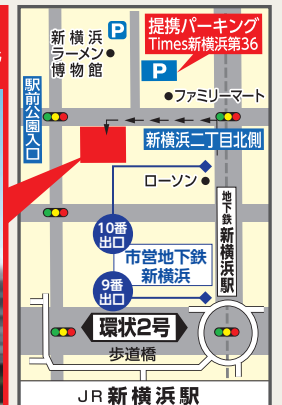 新横浜
ラーメン
博物館
P
提携パーキング
Times新横浜第36
P
ファミリーマート
駅前公園入口
新横浜二丁目北側
ローソン
地下鉄 新横浜駅
10番
出口
市営地下鉄
新横浜
9番
出口
環状2号
歩道橋
JR 新横浜駅